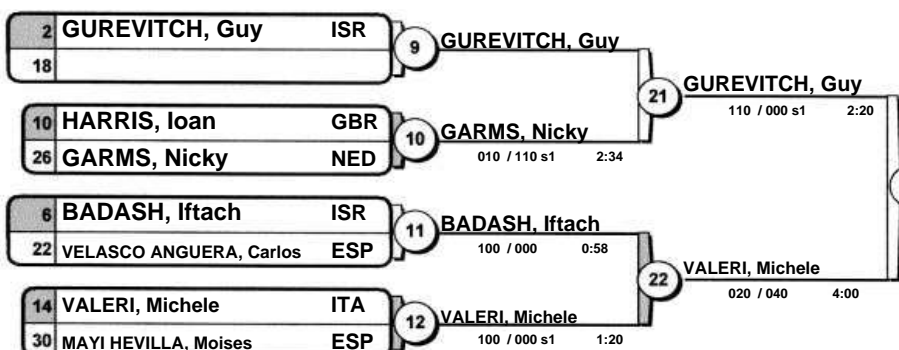 2 GUREVITCH, Guy ISR
18
9 GUREVITCH, Guy
10 HARRIS, Ioan GBR
26 GARMS, Nicky NED
10 GARMS, Nicky
010 / 110 s1 2:34
21 GUREVITCH, Guy
110 / 000 s1 2:20
6 BADASH, Iftach ISR
22 VELASCO ANGUERA, Carlos ESP
11 BADASH, Iftach
100 / 000 0:58
14 VALERI, Michele ITA
30 MAYI HEVILLA, Moises ESP
12 VALERI, Michele
100 / 000 s1 1:20
22 VALERI, Michele
020 / 040 4:00